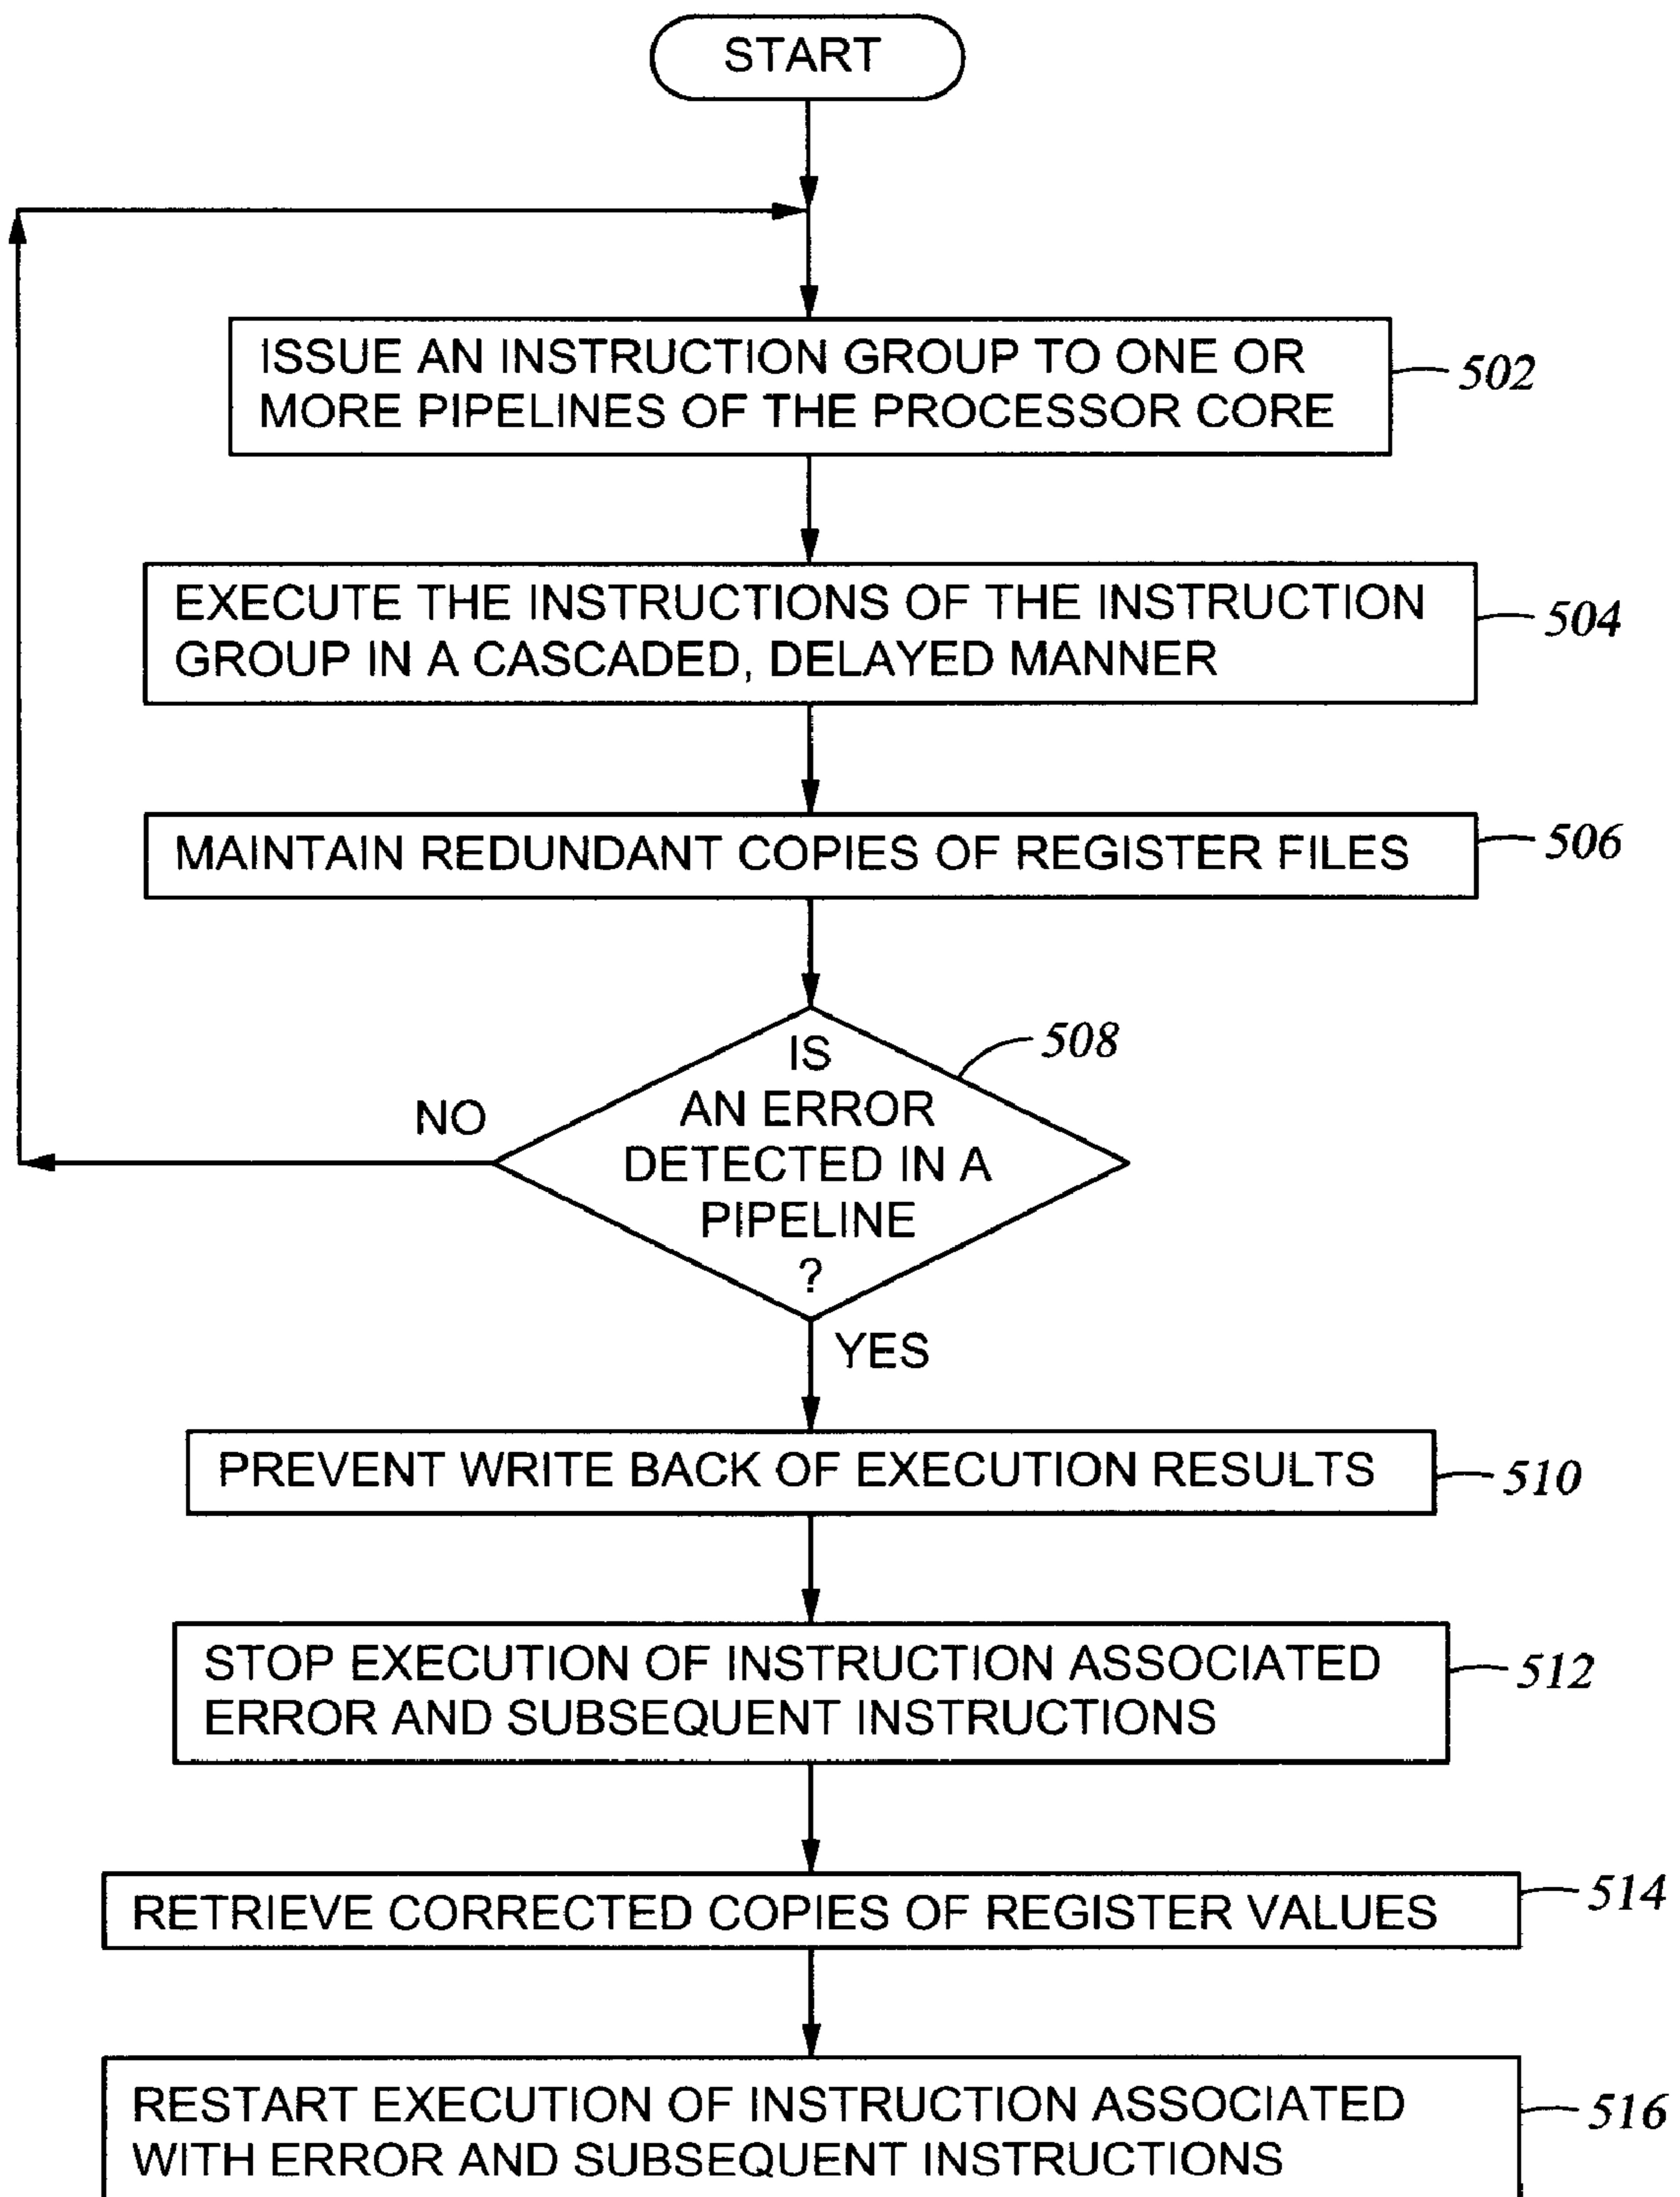 START
ISSUE AN INSTRUCTION GROUP TO ONE OR
MORE PIPELINES OF THE PROCESSOR CORE
502
EXECUTE THE INSTRUCTIONS OF THE INSTRUCTION
GROUP IN A CASCADED, DELAYED MANNER
504
MAINTAIN REDUNDANT COPIES OF REGISTER FILES
506
IS
AN ERROR
DETECTED IN A
PIPELINE
?
508
NO
YES
PREVENT WRITE BACK OF EXECUTION RESULTS
510
STOP EXECUTION OF INSTRUCTION ASSOCIATED
ERROR AND SUBSEQUENT INSTRUCTIONS
512
RETRIEVE CORRECTED COPIES OF REGISTER VALUES
514
RESTART EXECUTION OF INSTRUCTION ASSOCIATED
WITH ERROR AND SUBSEQUENT INSTRUCTIONS
516